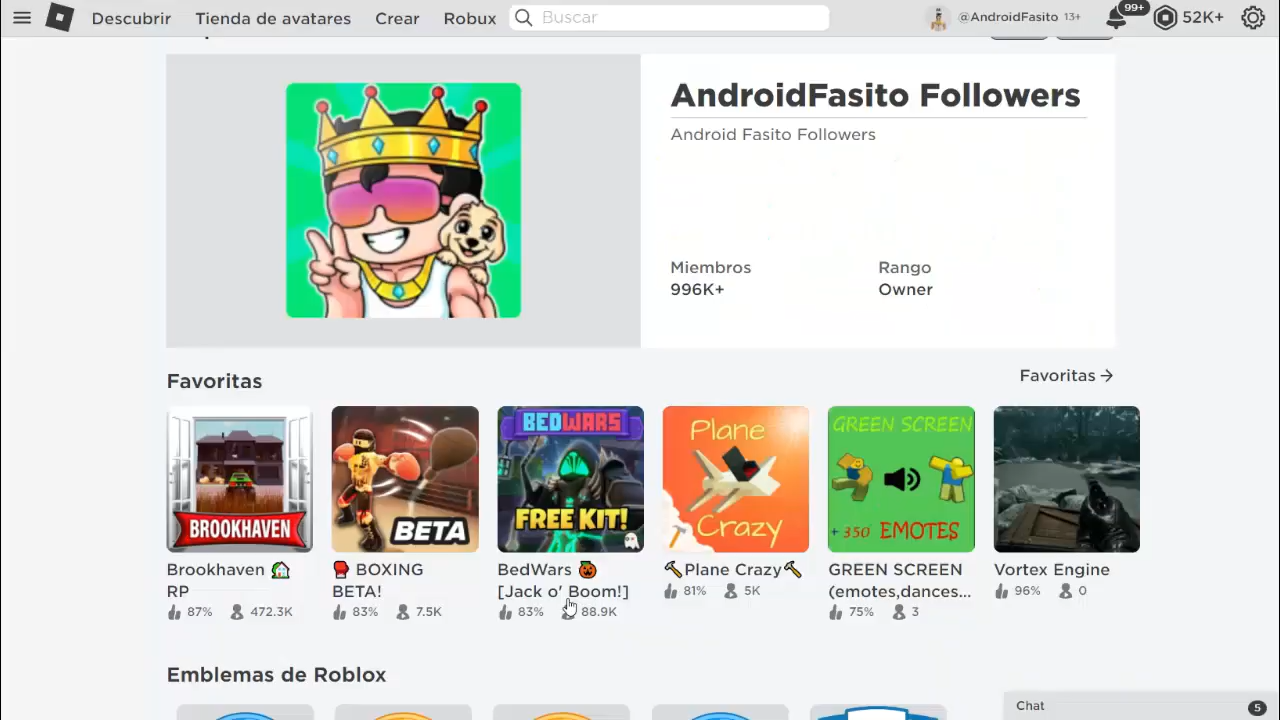 Descubrir Tienda de avatares Crear Robux Buscar @AndroidFasito 13+ 99+ 52K+
AndroidFasito Followers
Android Fasito Followers
Miembros Rango
996K+ Owner
Favoritas Favoritas →
BROOKHAVEN
BETA
BEDWARS
FREE KIT!
Plane
Crazy
GREEN SCREEN
+ 350 EMOTES
Brookhaven 🏡
RP
87% 472.3K
🥊 BOXING
BETA!
83% 7.5K
BedWars 🎃
[Jack o' Boom!]
83% 88.9K
🔨Plane Crazy🔨
81% 5K
GREEN SCREEN
(emotes,dances...
75% 3
Vortex Engine
96% 0
Emblemas de Roblox
Chat 5